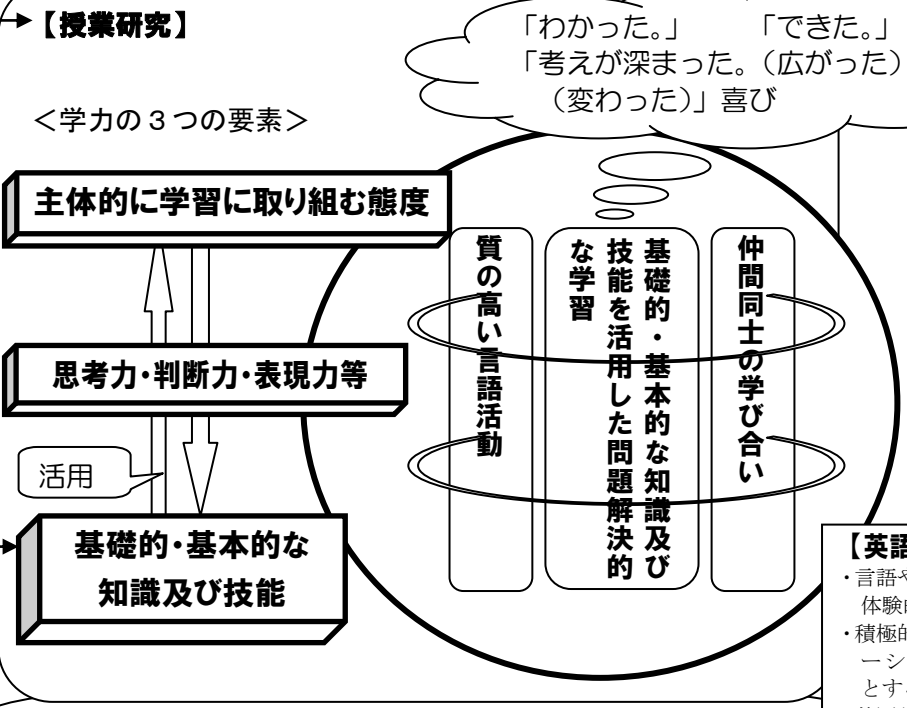 【授業研究】
「わかった。」 「できた。」
「考えが深まった。(広がった)
(変わった)」喜び
<学力の3つの要素>
主体的に学習に取り組む態度
思考力・判断力・表現力等
活用
基礎的・基本的な
知識及び技能
質の高い言語活動
基礎的・基本的な知識及び
技能を活用した問題解決的
な学習
仲間同士の学び合い
【英語
・言語や
体験的
・積極的
ーシ
とす